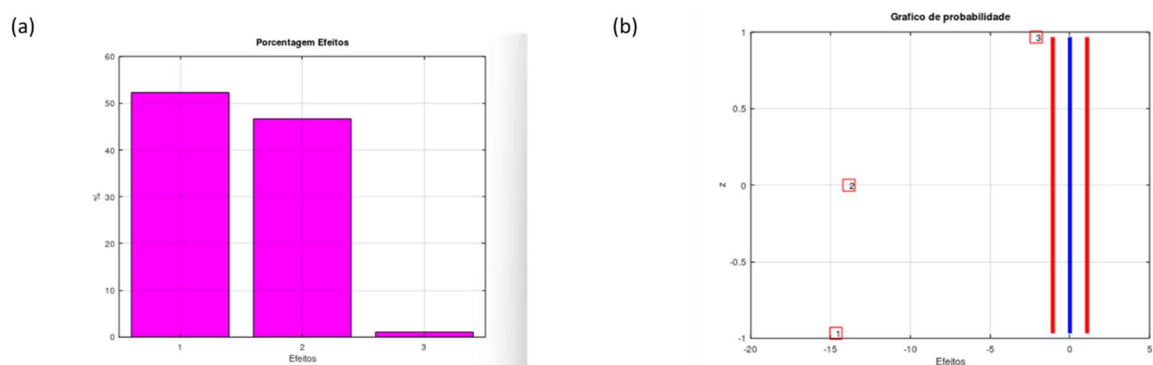 (a)
Porcentagem Efeitos
60
50
40
30
20
10
0
%
1 2 3
Efeitos
(b)
Grafico de probabilidade
1
0.5
0
-0.5
-1
z
3
2
1
-20 -15 -10 -5 0 5
Efeitos